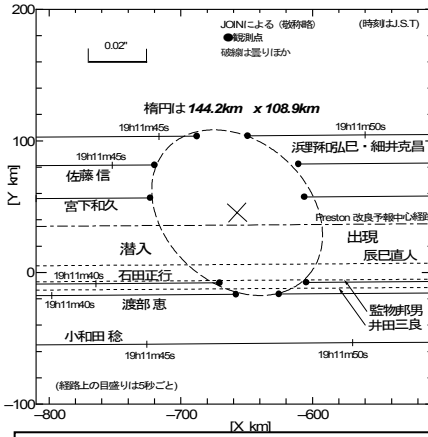 200
JOINによる (敬称略)
(時刻はJ.S.T)
●観測点
破線は曇りほか
0.02"
楕円は 144.2km x 108.9km
19h11m45s
19h11m50s
100
浜野和弘巳・細井克昌
19h11m45s
佐藤 信
宮下和久
[Y km]
Preston 改良予報中心経路
潜入
出現
辰巳直人
0
19h11m40s
石田正行
19h11m40s
渡部 恵
監物邦男
井田三良
小和田 稔
19h11m45s
19h11m50s
(経路上の目盛りは5秒ごと)
−100
−800
−700
−600
[X km]